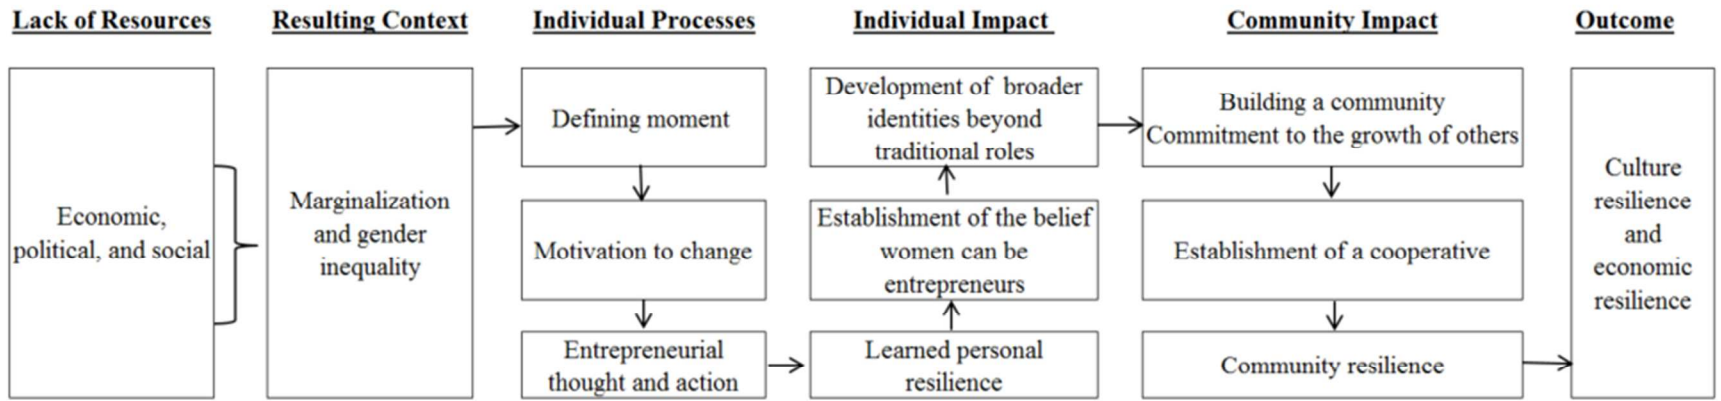 Lack of Resources
Resulting Context
Individual Processes
Individual Impact
Community Impact
Outcome
Economic,
political, and social
Marginalization
and gender
inequality
Defining moment
Motivation to change
Entrepreneurial
thought and action
Development of broader
identities beyond
traditional roles
Establishment of the belief
women can be
entrepreneurs
Learned personal
resilience
Building a community
Commitment to the growth of others
Establishment of a cooperative
Community resilience
Culture
resilience
and
economic
resilience